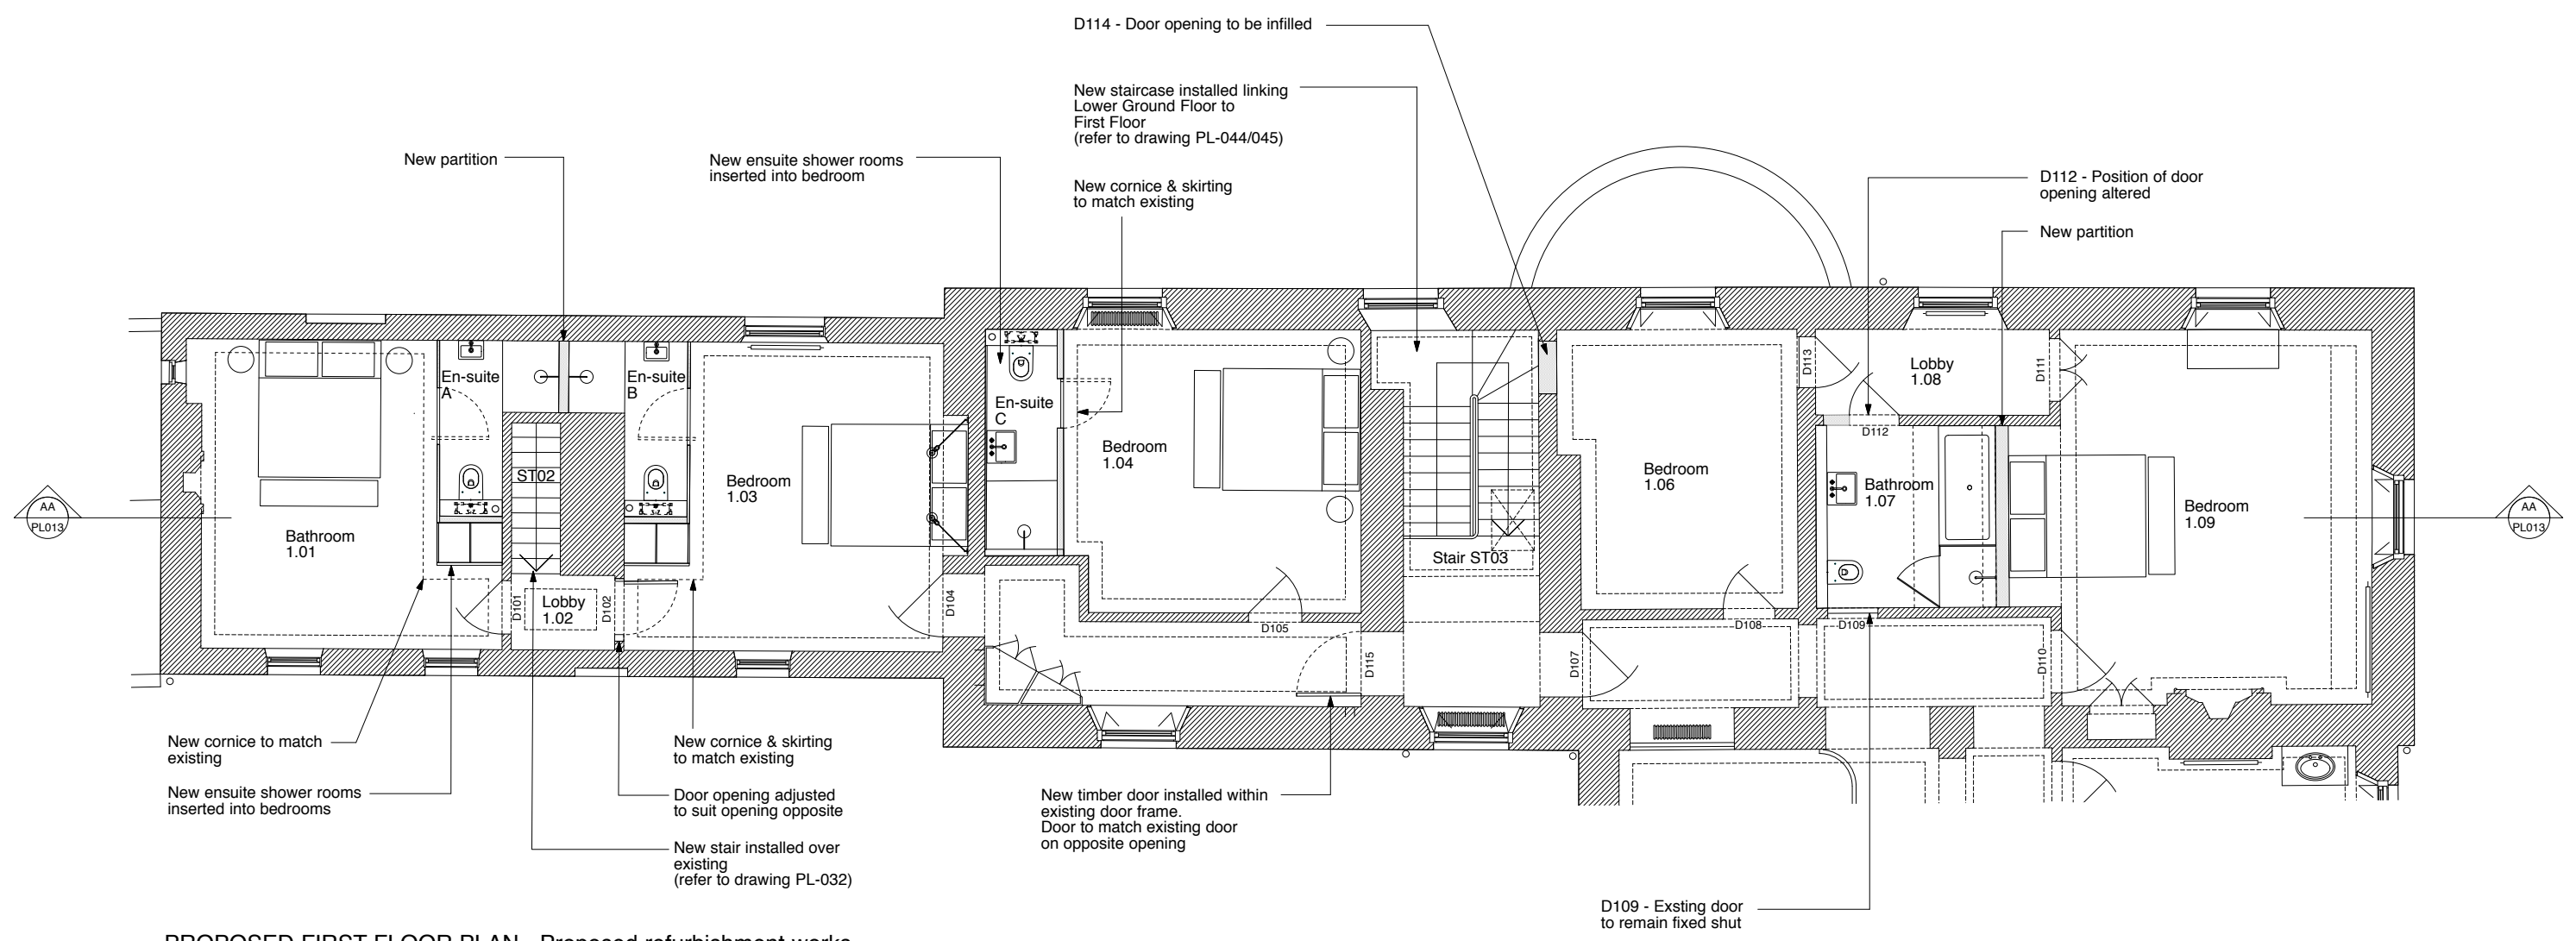 D114 - Door opening to be infilled
New staircase installed linking
Lower Ground Floor to
First Floor
(refer to drawing PL-044/045)
New partition
New ensuite shower rooms
inserted into bedroom
New cornice & skirting
to match existing
D112 - Position of door
opening altered
New partition
En-suite
A
En-suite
B
En-suite
C
ST02
Bathroom
1.01
Lobby
1.02
D101
D102
Bedroom
1.03
D104
Bedroom
1.04
D105
D115
Stair ST03
D107
Bedroom
1.06
D108
D113
Lobby
1.08
D111
D112
Bathroom
1.07
D109
D110
Bedroom
1.09
AA
PL013
AA
PL013
New cornice to match
existing
New ensuite shower rooms
inserted into bedrooms
New cornice & skirting
to match existing
Door opening adjusted
to suit opening opposite
New stair installed over
existing
(refer to drawing PL-032)
New timber door installed within
existing door frame.
Door to match existing door
on opposite opening
D109 - Exsting door
to remain fixed shut
PROPOSED FIRST FLOOR PLAN - Proposed refurbishment works